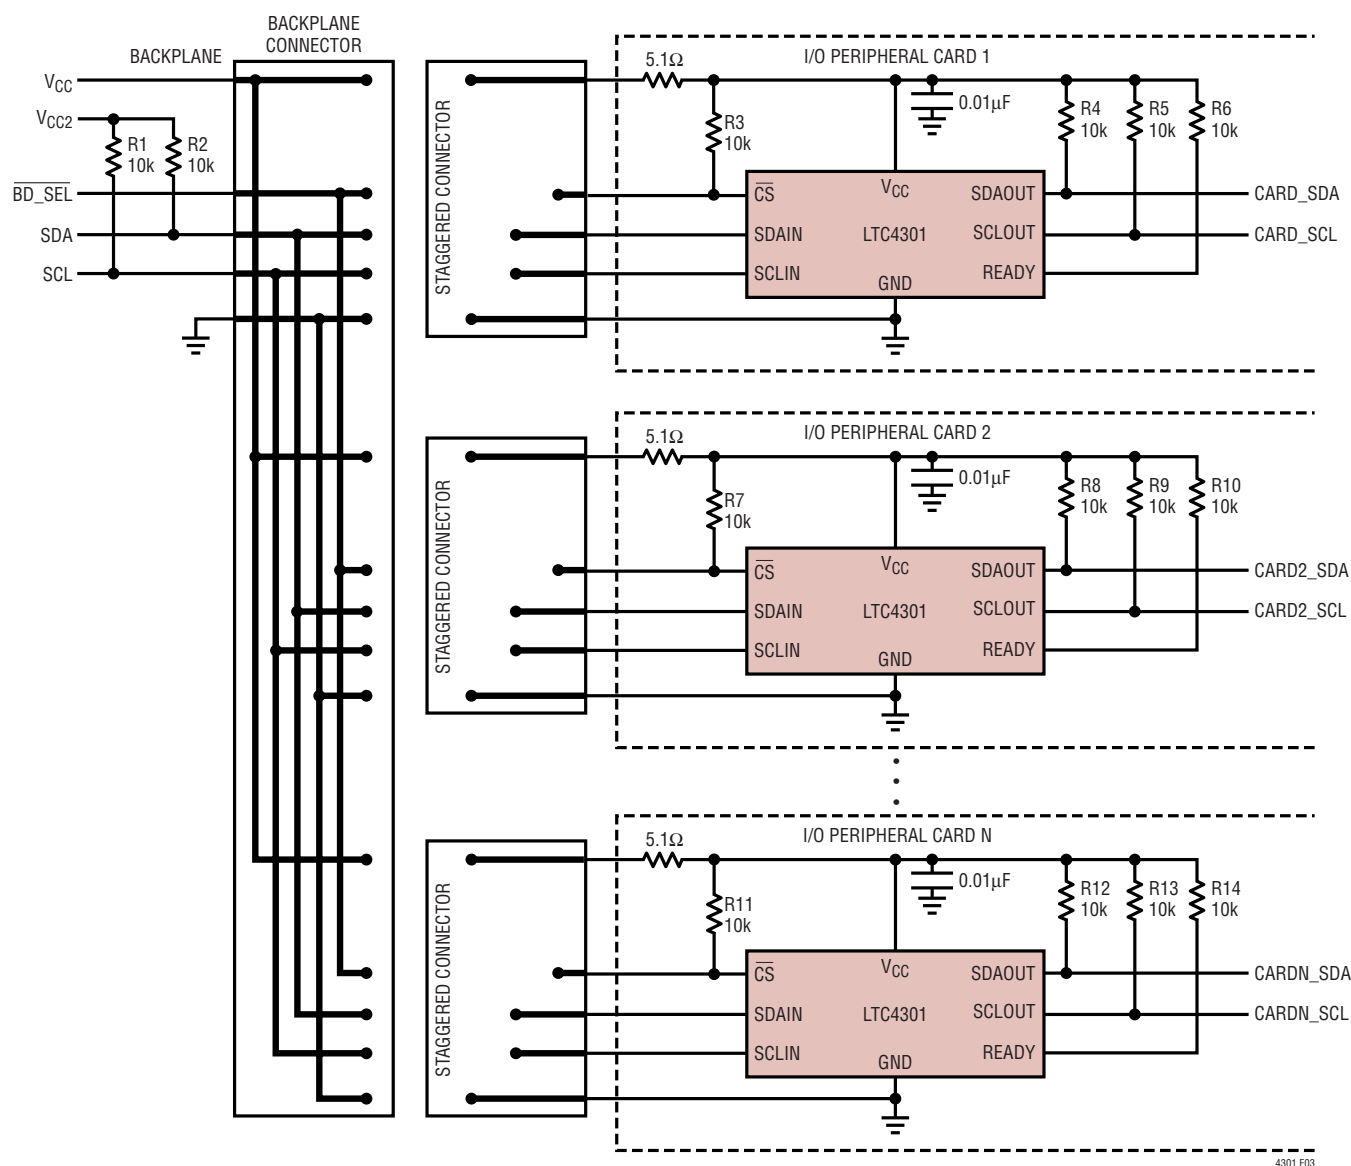 BACKPLANE
CONNECTOR
BACKPLANE
VCC
VCC2
R1
10k
R2
10k
BD_SEL
SDA
SCL
STAGGERED CONNECTOR
I/O PERIPHERAL CARD 1
5.1Ω
R3
10k
0.01µF
R4
10k
R5
10k
R6
10k
CS
VCC
SDAOUT
CARD_SDA
SDAIN
LTC4301
SCLOUT
CARD_SCL
SCLIN
GND
READY
STAGGERED CONNECTOR
I/O PERIPHERAL CARD 2
5.1Ω
R7
10k
0.01µF
R8
10k
R9
10k
R10
10k
CS
VCC
SDAOUT
CARD2_SDA
SDAIN
LTC4301
SCLOUT
CARD2_SCL
SCLIN
GND
READY
STAGGERED CONNECTOR
I/O PERIPHERAL CARD N
5.1Ω
R11
10k
0.01µF
R12
10k
R13
10k
R14
10k
CS
VCC
SDAOUT
CARDN_SDA
SDAIN
LTC4301
SCLOUT
CARDN_SCL
SCLIN
GND
READY
4301 F03